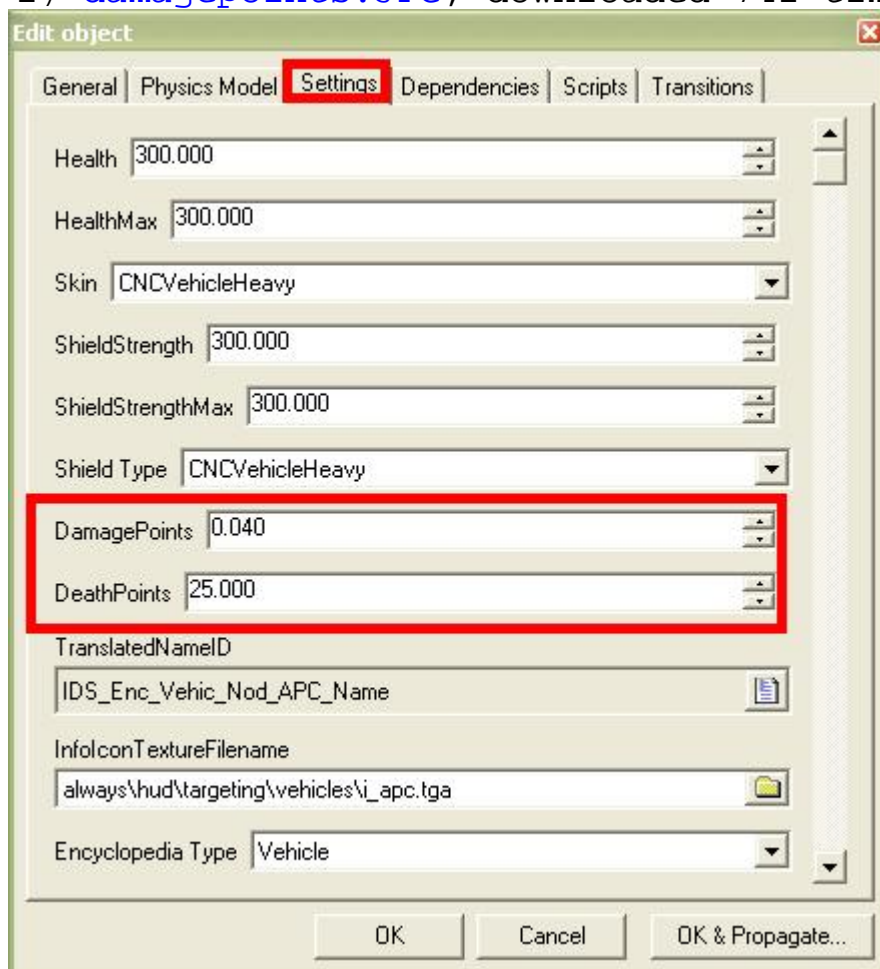 Edit object
General Physics Model Settings Dependencies Scripts Transitions
Health 300.000
HealthMax 300.000
Skin CNCVehicleHeavy
ShieldStrength 300.000
ShieldStrengthMax 300.000
Shield Type CNCVehicleHeavy
DamagePoints 0.040
DeathPoints 25.000
TranslatedNameID
IDS_Enc_Vehic_Nod_APC_Name
InfoIconTextureFilename
always\hud\targeting\vehicles\i_apc.tga
Encyclopedia Type Vehicle
OK Cancel OK & Propagate...